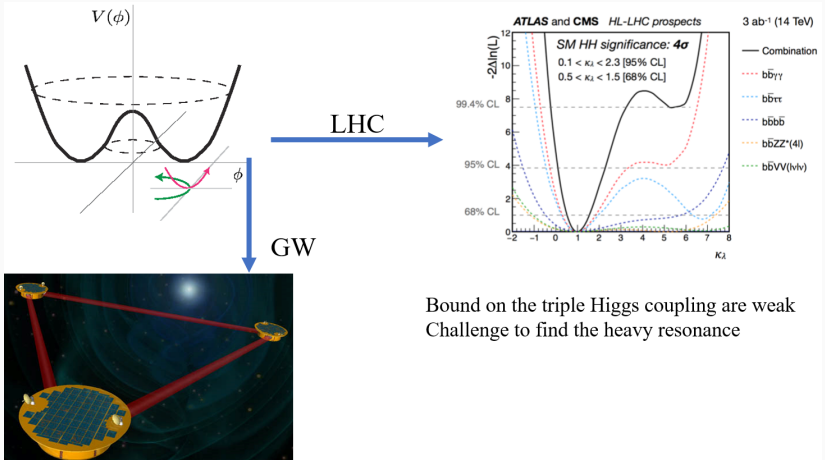 V(ϕ)
ϕ
LHC
GW
ATLAS and CMS HL-LHC prospects 3 ab⁻¹ (14 TeV)
SM HH significance: 4σ
0.1 < κλ < 2.3 [95% CL]
0.5 < κλ < 1.5 [68% CL]
-2Δln(L)
12
10
8
6
4
2
0
99.4% CL
95% CL
68% CL
−2 −1 0 1 2 3 4 5 6 7 8
κλ
Combination
bb̄γγ
bb̄ττ
bb̄bb̄
bb̄ZZ*(4l)
bb̄VV(lνlν)
Bound on the triple Higgs coupling are weak
Challenge to find the heavy resonance